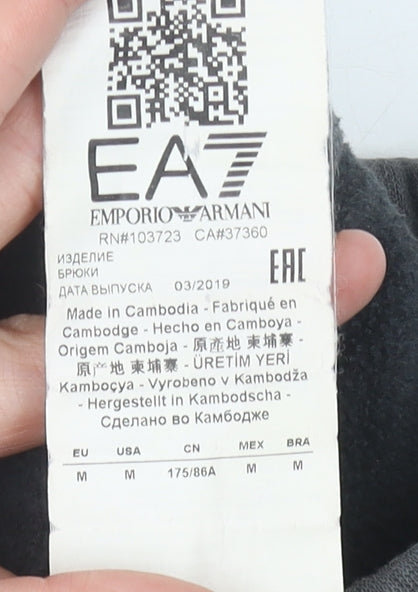 EA7
EMPORIO ARMANI
RN#103723 CA#37360
ИЗДЕЛИЕ
БРЮКИ
EAC
ДАТА ВЫПУСКА 03/2019
Made in Cambodia - Fabriqué en
Cambodge - Hecho en Camboya -
Origem Camboja - 原產地 柬埔寨 -
原产地 柬埔寨 - ÜRETİM YERİ
Kamboçya - Vyrobeno v Kambodža
- Hergestellt in Kambodscha -
Сделано во Камбодже
EU USA CN MEX BRA
M M 175/86A M M